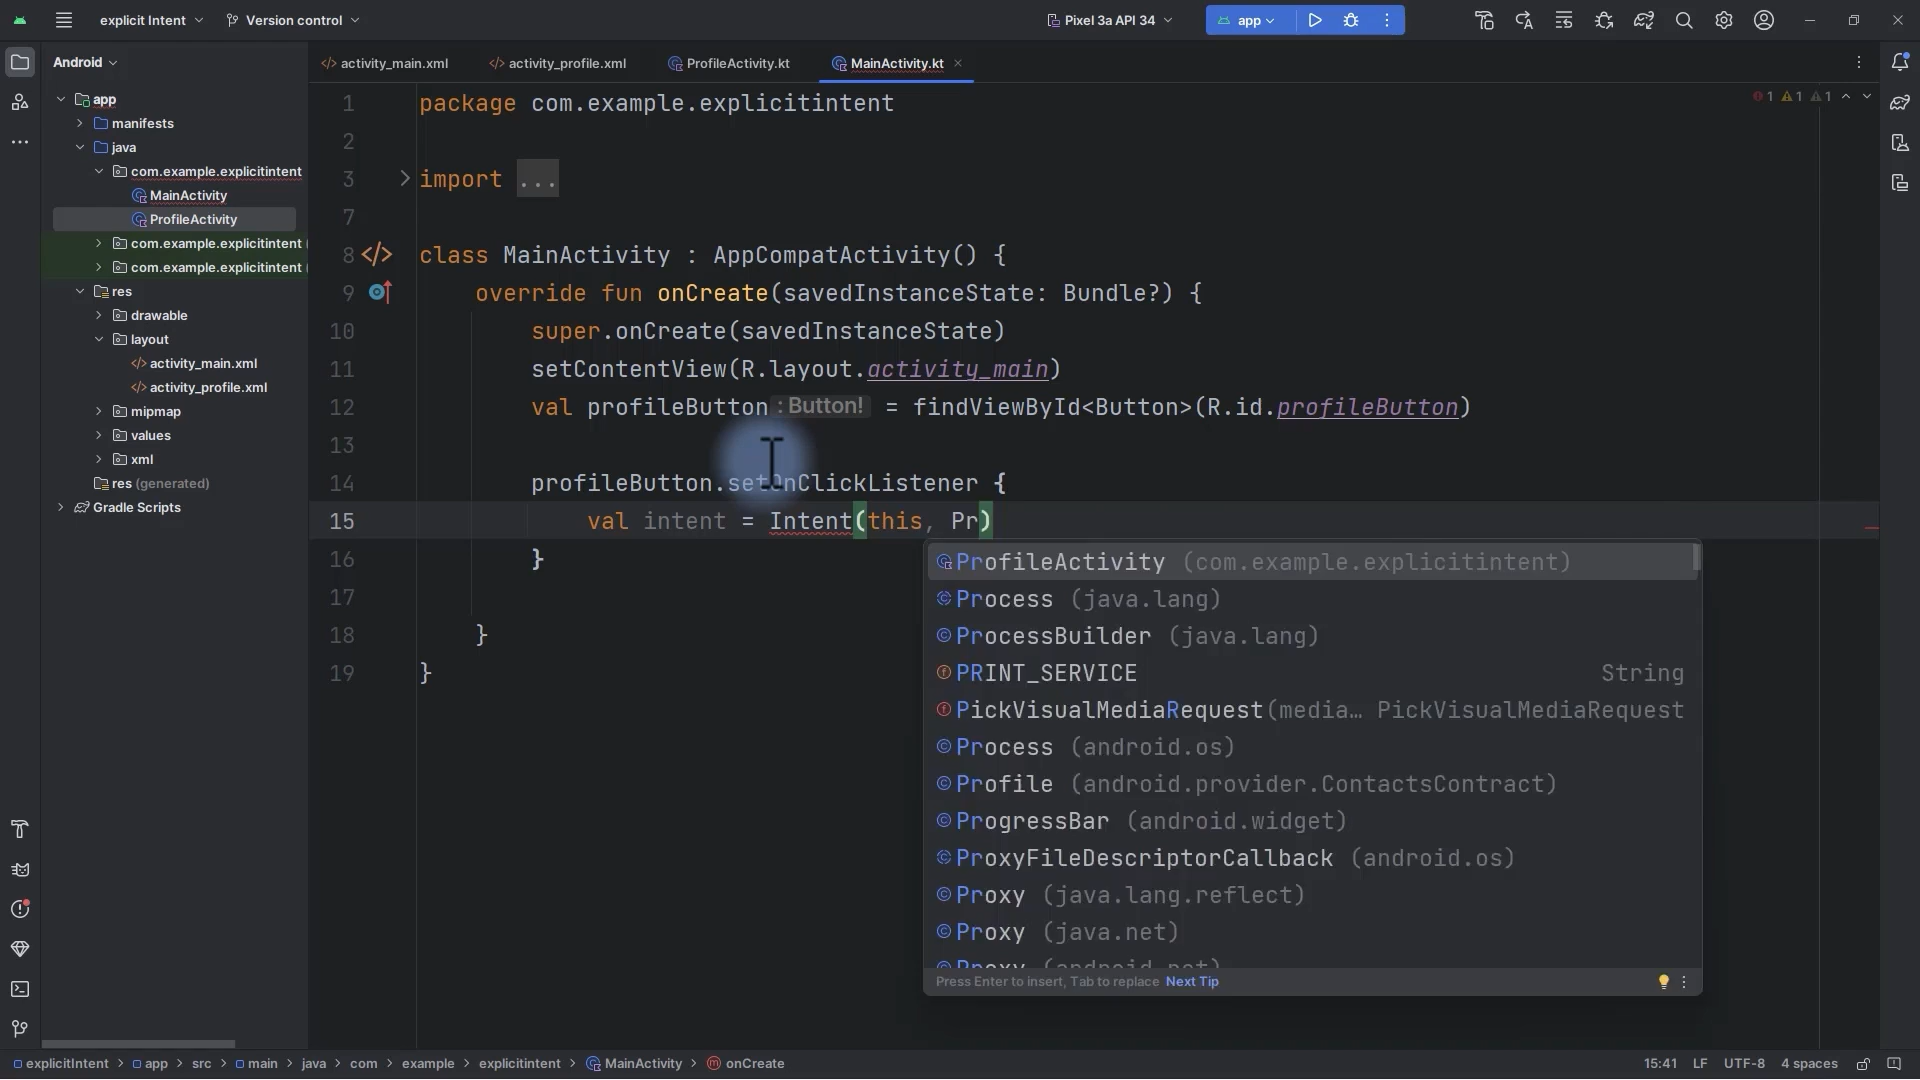 explicit Intent
Version control
Pixel 3a API 34
app
Android
activity_main.xml
activity_profile.xml
ProfileActivity.kt
MainActivity.kt
app
manifests
java
com.example.explicitintent
MainActivity
ProfileActivity
com.example.explicitintent
com.example.explicitintent
res
drawable
layout
activity_main.xml
activity_profile.xml
mipmap
values
xml
res (generated)
Gradle Scripts
1 1 1
1 package com.example.explicitintent
2
3 import ...
7
8 class MainActivity : AppCompatActivity() {
9 override fun onCreate(savedInstanceState: Bundle?) {
10 super.onCreate(savedInstanceState)
11 setContentView(R.layout.activity_main)
12 val profileButton : Button! = findViewById<Button>(R.id.profileButton)
13
14 profileButton.setOnClickListener {
15 val intent = Intent(this, Pr)
16 }
17
18 }
19 }
ProfileActivity (com.example.explicitintent)
Process (java.lang)
ProcessBuilder (java.lang)
PRINT_SERVICE String
PickVisualMediaRequest(media… PickVisualMediaRequest
Process (android.os)
Profile (android.provider.ContactsContract)
ProgressBar (android.widget)
ProxyFileDescriptorCallback (android.os)
Proxy (java.lang.reflect)
Proxy (java.net)
Proxy (android.net)
Press Enter to insert, Tab to replace Next Tip
explicitIntent > app > src > main > java > com > example > explicitintent > MainActivity > onCreate
15:41 LF UTF-8 4 spaces